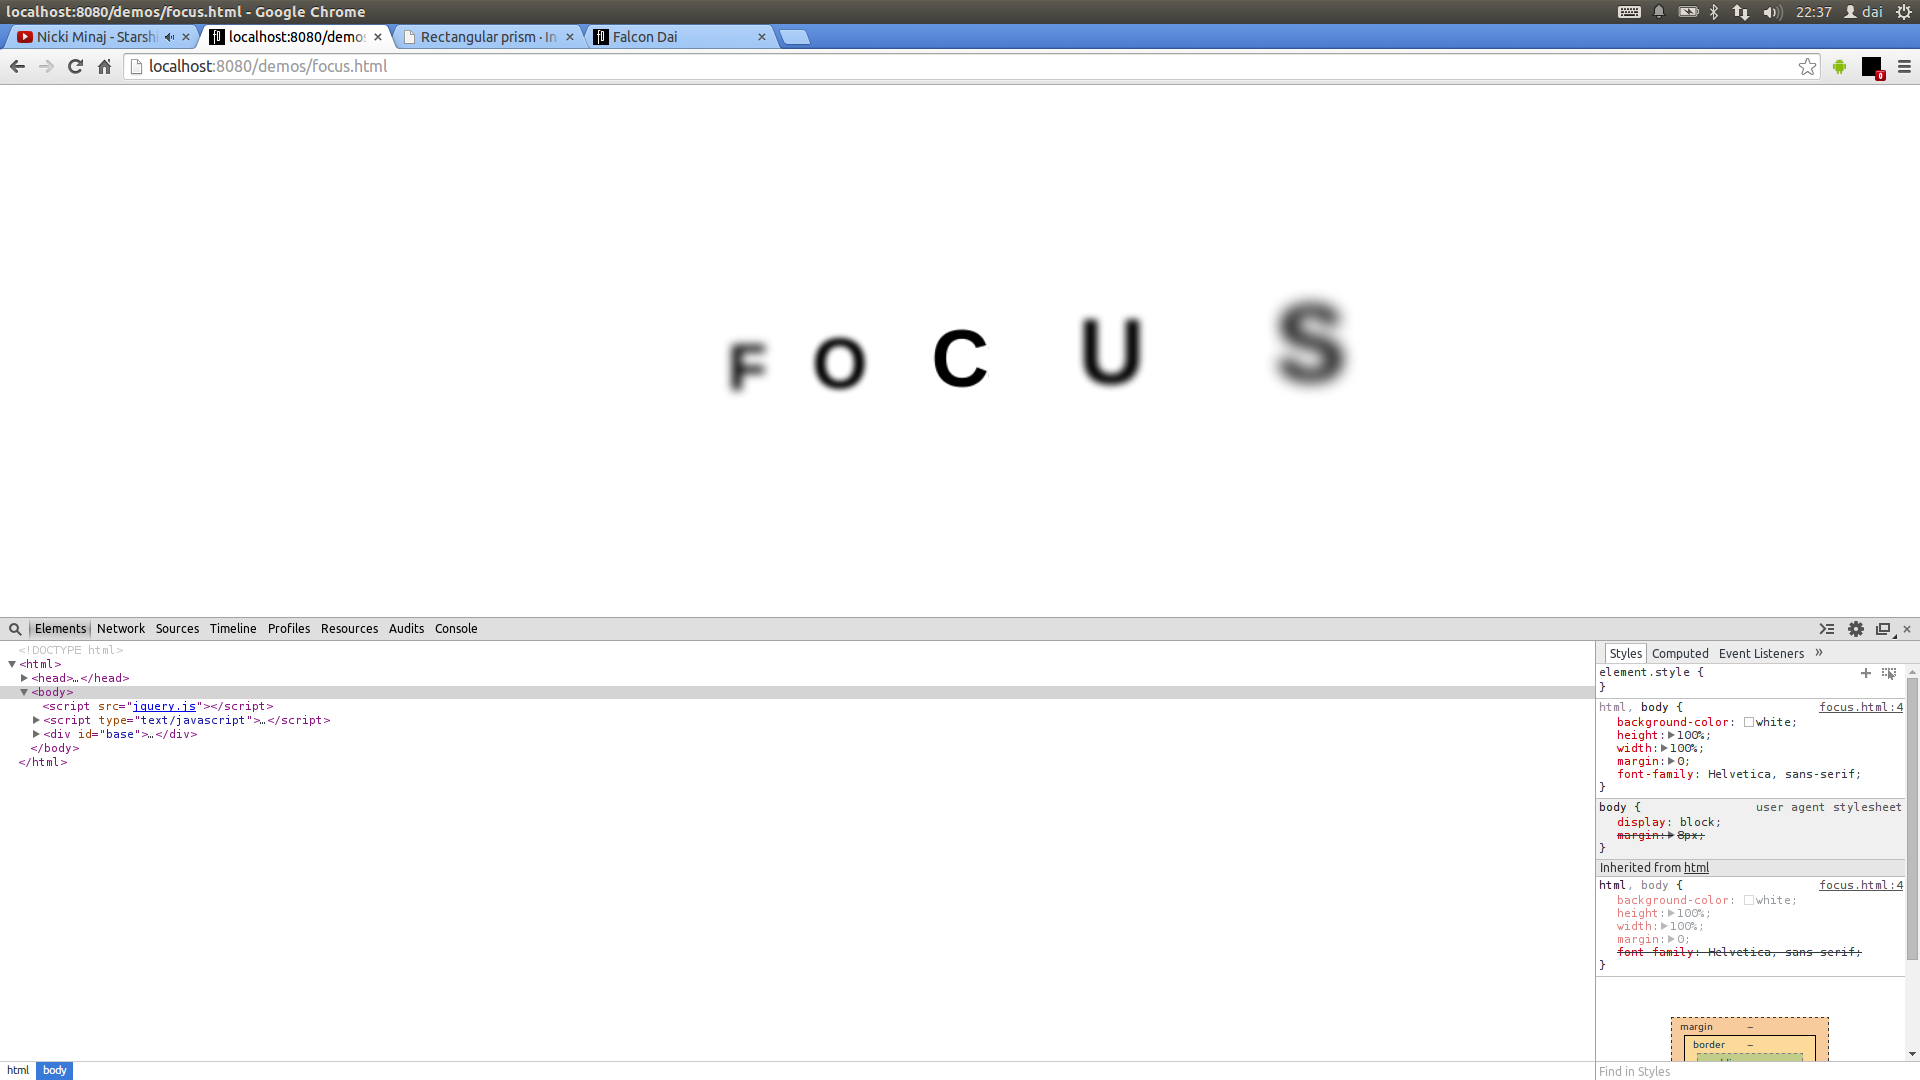 localhost:8080/demos/focus.html - Google Chrome
22:37
dai
Nicki Minaj - Starshi
localhost:8080/demo
Rectangular prism · In
Falcon Dai
localhost:8080/demos/focus.html
F O C U S
Elements Network Sources Timeline Profiles Resources Audits Console
<!DOCTYPE html>
<html>
<head>…</head>
<body>
<script src="jquery.js"></script>
<script type="text/javascript">…</script>
<div id="base">…</div>
</body>
</html>
Styles Computed Event Listeners »
element.style {
}
html, body { focus.html:4
background-color: white;
height: 100%;
width: 100%;
margin: 0;
font-family: Helvetica, sans-serif;
}
body { user agent stylesheet
display: block;
margin: 8px;
}
Inherited from html
html, body { focus.html:4
background-color: white;
height: 100%;
width: 100%;
margin: 0;
font-family: Helvetica, sans-serif;
}
margin –
border –
html body
Find in Styles